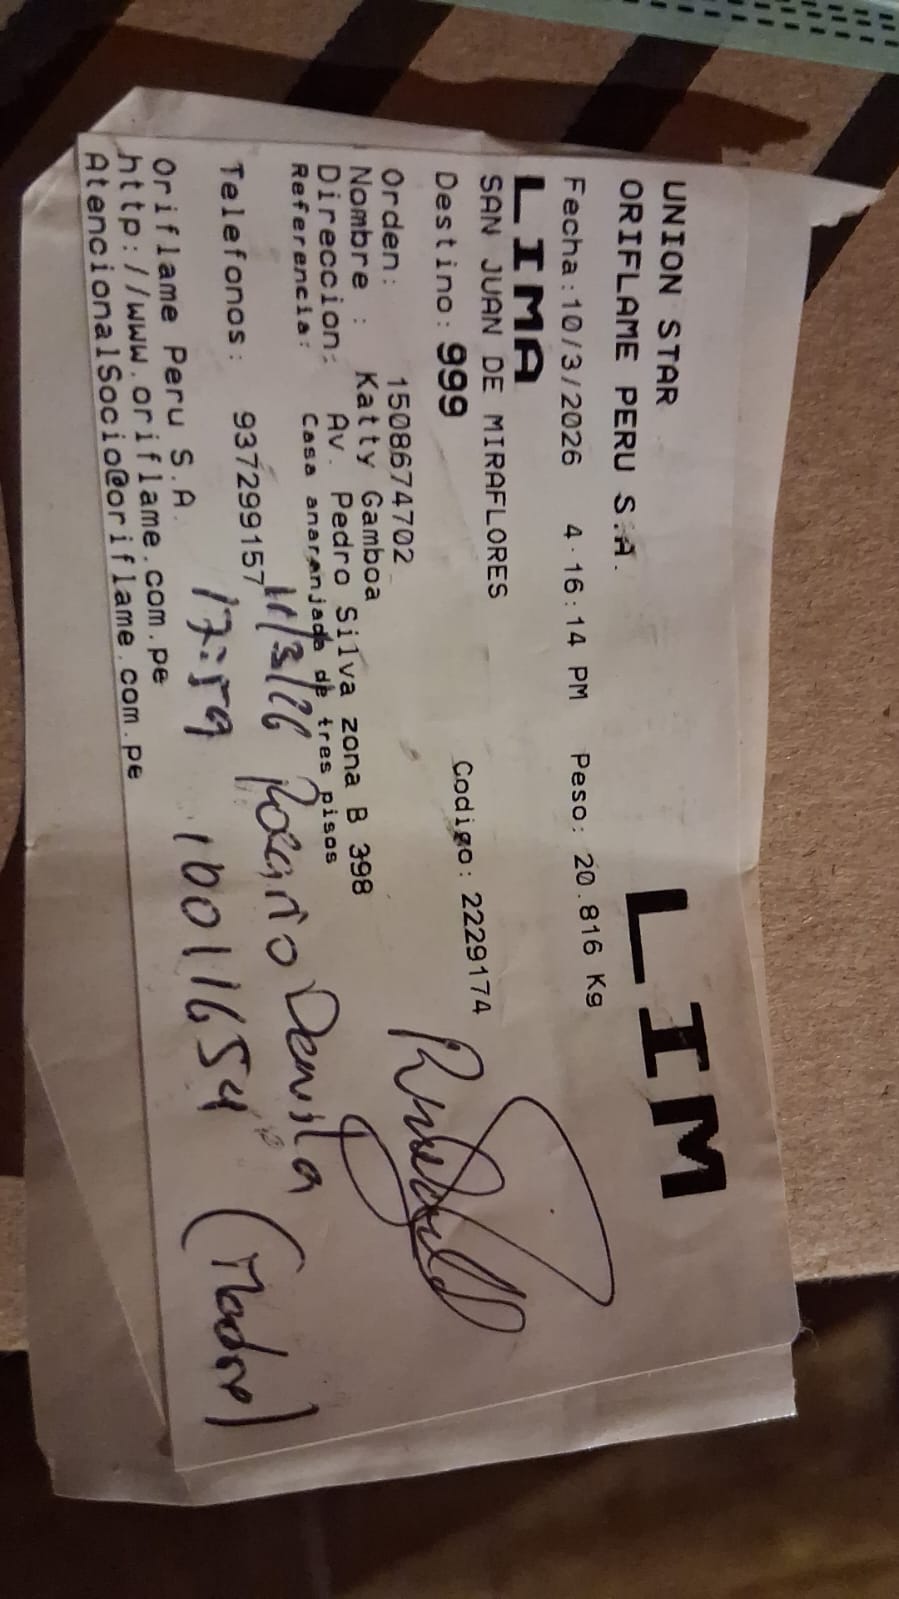 UNION STAR
ORIFLAME PERU S.A.
LIM
Fecha:10/3/2026 4:16:14 PM Peso: 20.816 Kg
LIMA
SAN JUAN DE MIRAFLORES
Destino: 999 Codigo: 2229174
Orden: 1508674702
Nombre : Katty Gamboa
Direccion: Av. Pedro Silva zona B 398
Referencia: Casa anaranjada de tres pisos
Telefonos: 937299157
11/3/26 Rosario
17:59 10011654 (Madre)
Oriflame Peru S.A.
http://www.oriflame.com.pe
AtencionalSocio@oriflame.com.pe